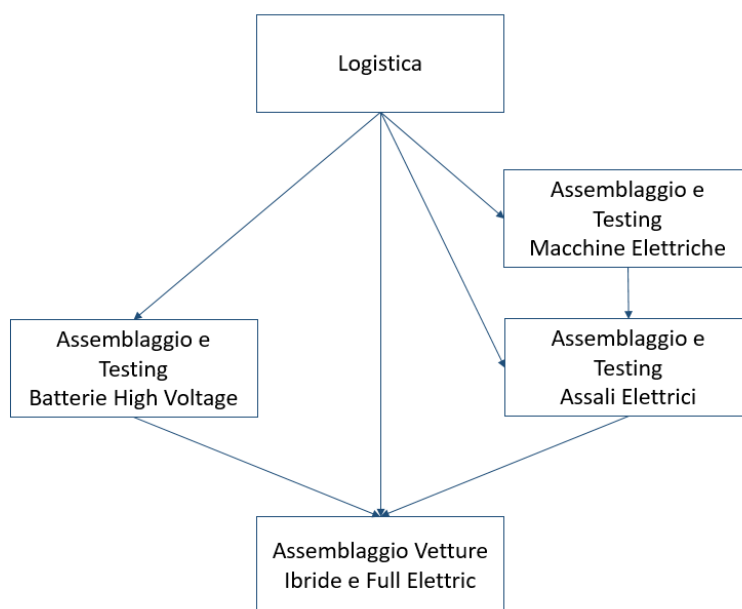 Logistica
Assemblaggio e
Testing
Macchine Elettriche
Assemblaggio e
Testing
Batterie High Voltage
Assemblaggio e
Testing
Assali Elettrici
Assemblaggio Vetture
Ibride e Full Elettric